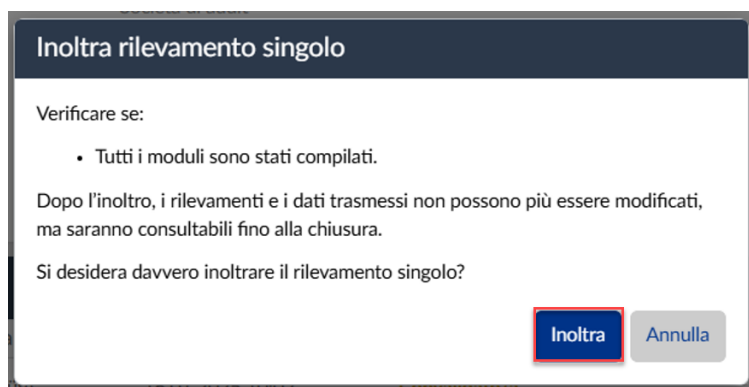 Inoltra rilevamento singolo
Verificare se:
• Tutti i moduli sono stati compilati.
Dopo l’inoltro, i rilevamenti e i dati trasmessi non possono più essere modificati,
ma saranno consultabili fino alla chiusura.
Si desidera davvero inoltrare il rilevamento singolo?
Inoltra Annulla